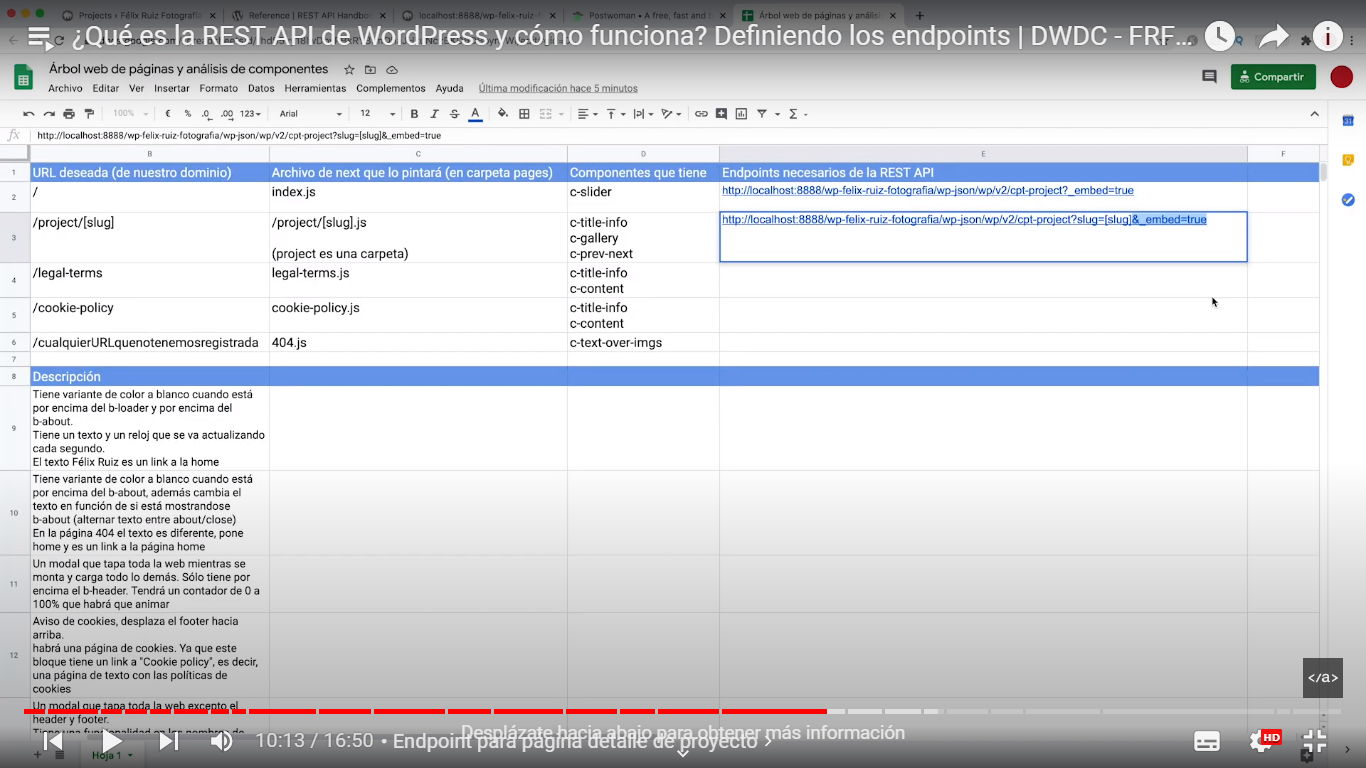 Projects ‹ Félix Ruiz Fotografí
Reference | REST API Handboo
localhost:8888/wp-felix-ruiz-f
Postwoman • A free, fast and b
Árbol web de páginas y anális
¿Qué es la REST API de WordPress y cómo funciona? Definiendo los endpoints | DWDC - FRF...
Árbol web de páginas y análisis de componentes
Compartir
Archivo Editar Ver Insertar Formato Datos Herramientas Complementos Ayuda Última modificación hace 5 minutos
100% € % .0 .00 123 Arial 12 B I S A
fx http://localhost:8888/wp-felix-ruiz-fotografia/wp-json/wp/v2/cpt-project?slug=[slug]&_embed=true
31
B C D E F
1 URL deseada (de nuestro dominio) Archivo de next que lo pintará (en carpeta pages) Componentes que tiene Endpoints necesarios de la REST API
2 / index.js c-slider http://localhost:8888/wp-felix-ruiz-fotografia/wp-json/wp/v2/cpt-project?_embed=true
3 /project/[slug] /project/[slug].js c-title-info http://localhost:8888/wp-felix-ruiz-fotografia/wp-json/wp/v2/cpt-project?slug=[slug]&_embed=true
c-gallery
(project es una carpeta) c-prev-next
4 /legal-terms legal-terms.js c-title-info
c-content
5 /cookie-policy cookie-policy.js c-title-info
c-content
6 /cualquierURLquenotenemosregistrada 404.js c-text-over-imgs
7
8 Descripción
9
Tiene variante de color a blanco cuando está
por encima del b-loader y por encima del
b-about.
Tiene un texto y un reloj que se va actualizando
cada segundo.
El texto Félix Ruiz es un link a la home
10
Tiene variante de color a blanco cuando está
por encima del b-about, además cambia el
texto en función de si está mostrandose
b-about (alternar texto entre about/close)
En la página 404 el texto es diferente, pone
home y es un link a la página home
11
Un modal que tapa toda la web mientras se
monta y carga todo lo demás. Sólo tiene por
encima el b-header. Tendrá un contador de 0 a
100% que habrá que animar
12
Aviso de cookies, desplaza el footer hacia
arriba.
habrá una página de cookies. Ya que este
bloque tiene un link a "Cookie policy", es decir,
una página de texto con las políticas de
cookies
</a>
Un modal que tapa toda la web excepto el
header y footer.
Desplázate hacia abajo para obtener más información
10:13 / 16:50 • Endpoint para página detalle de proyecto
HD
Hoja 1